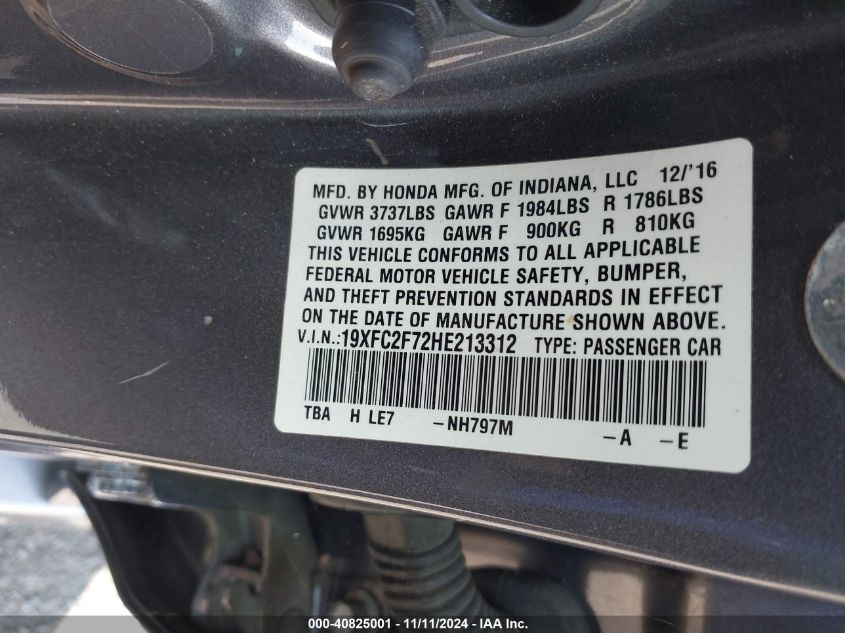 MFD. BY HONDA MFG. OF INDIANA, LLC 12/'16
GVWR 3737LBS GAWR F 1984LBS R 1786LBS
GVWR 1695KG GAWR F 900KG R 810KG
THIS VEHICLE CONFORMS TO ALL APPLICABLE
FEDERAL MOTOR VEHICLE SAFETY, BUMPER,
AND THEFT PREVENTION STANDARDS IN EFFECT
ON THE DATE OF MANUFACTURE SHOWN ABOVE.
V.I.N.:19XFC2F72HE213312 TYPE: PASSENGER CAR
TBA H LE7 -NH797M -A -E
000-40825001 - 11/11/2024 - IAAI.com